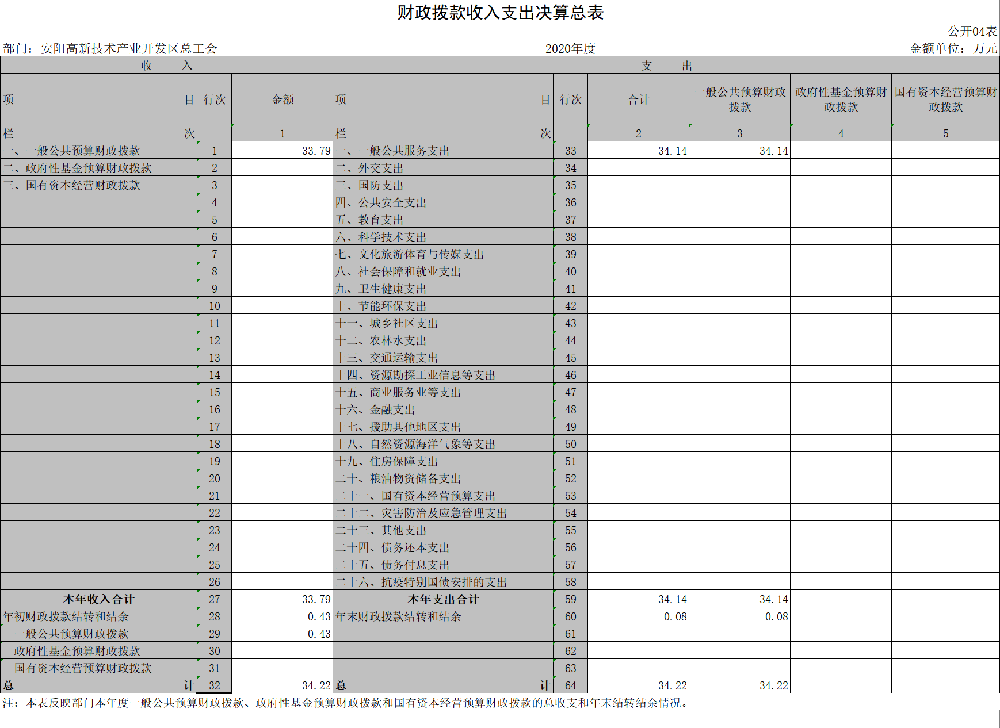 财政拨款收入支出决算总表
公开04表
部门：安阳高新技术产业开发区总工会 2020年度 金额单位：万元
收 入 支 出
项 目 行次 金额 项 目 行次 合计 一般公共预算财政拨款 政府性基金预算财政拨款 国有资本经营预算财政拨款
栏 次 1 栏 次 2 3 4 5
一、一般公共预算财政拨款 1 33.79 一、一般公共服务支出 33 34.14 34.14
二、政府性基金预算财政拨款 2 二、外交支出 34
三、国有资本经营财政拨款 3 三、国防支出 35
4 四、公共安全支出 36
5 五、教育支出 37
6 六、科学技术支出 38
7 七、文化旅游体育与传媒支出 39
8 八、社会保障和就业支出 40
9 九、卫生健康支出 41
10 十、节能环保支出 42
11 十一、城乡社区支出 43
12 十二、农林水支出 44
13 十三、交通运输支出 45
14 十四、资源勘探工业信息等支出 46
15 十五、商业服务业等支出 47
16 十六、金融支出 48
17 十七、援助其他地区支出 49
18 十八、自然资源海洋气象等支出 50
19 十九、住房保障支出 51
20 二十、粮油物资储备支出 52
21 二十一、国有资本经营预算支出 53
22 二十二、灾害防治及应急管理支出 54
23 二十三、其他支出 55
24 二十四、债务还本支出 56
25 二十五、债务付息支出 57
26 二十六、抗疫特别国债安排的支出 58
本年收入合计 27 33.79 本年支出合计 59 34.14 34.14
年初财政拨款结转和结余 28 0.43 年末财政拨款结转和结余 60 0.08 0.08
一般公共预算财政拨款 29 0.43 61
政府性基金预算财政拨款 30 62
国有资本经营预算财政拨款 31 63
总 计 32 34.22 总 计 64 34.22 34.22
注：本表反映部门本年度一般公共预算财政拨款、政府性基金预算财政拨款和国有资本经营预算财政拨款的总收支和年末结转结余情况。